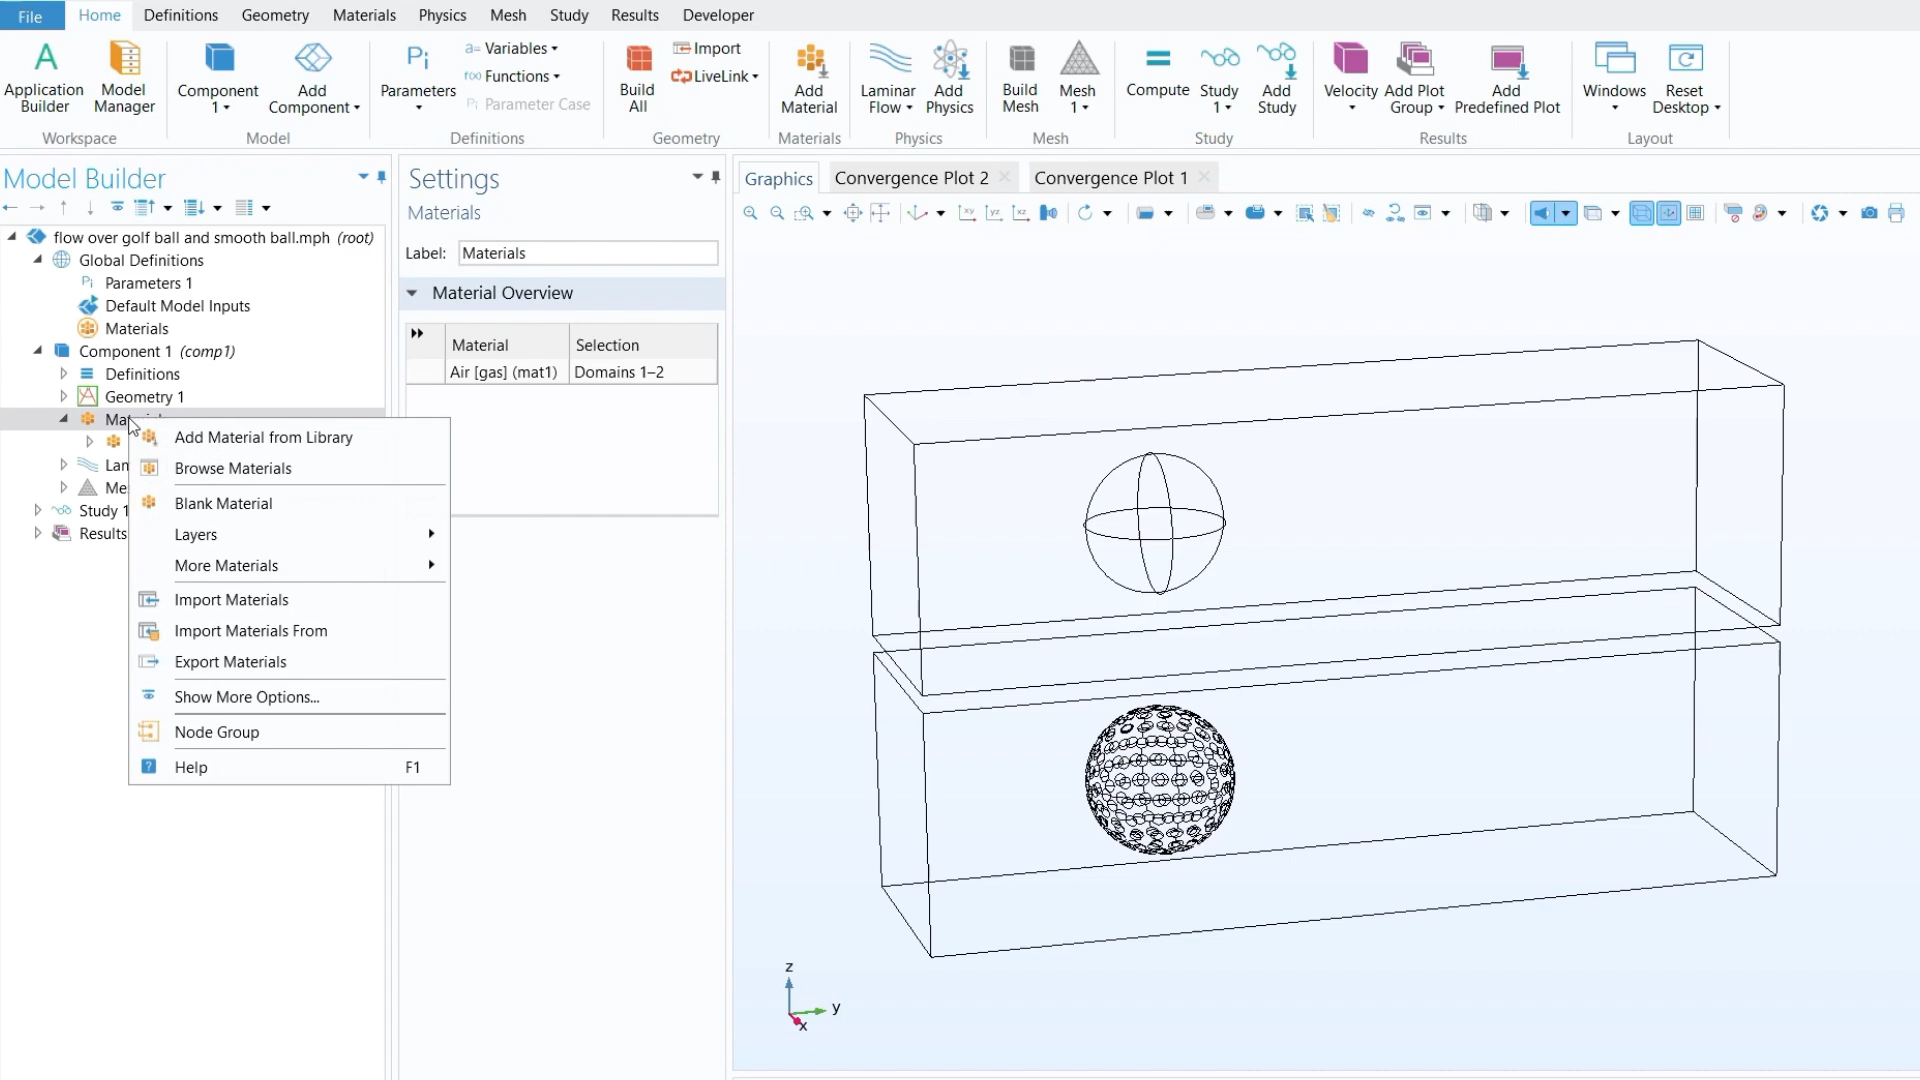 File Home Definitions Geometry Materials Physics Mesh Study Results Developer
Application Builder
Model Manager
Workspace
Component 1
Add Component
Model
Pi
Parameters
a= Variables
f(x) Functions
Pi Parameter Case
Definitions
Build All
Import
LiveLink
Geometry
Add Material
Materials
Laminar Flow
Add Physics
Physics
Build Mesh
Mesh 1
Mesh
Compute
Study 1
Add Study
Study
Velocity
Add Plot Group
Add Predefined Plot
Results
Windows
Reset Desktop
Layout
Model Builder
flow over golf ball and smooth ball.mph (root)
Global Definitions
Pi Parameters 1
Default Model Inputs
Materials
Component 1 (comp1)
Definitions
Geometry 1
Study 1
Results
Add Material from Library
Browse Materials
Blank Material
Layers
More Materials
Import Materials
Import Materials From
Export Materials
Show More Options...
Node Group
? Help F1
Settings
Materials
Label: Materials
Material Overview
Material Selection
Air [gas] (mat1) Domains 1–2
Graphics Convergence Plot 2 Convergence Plot 1
xy yz xz
z
y
x